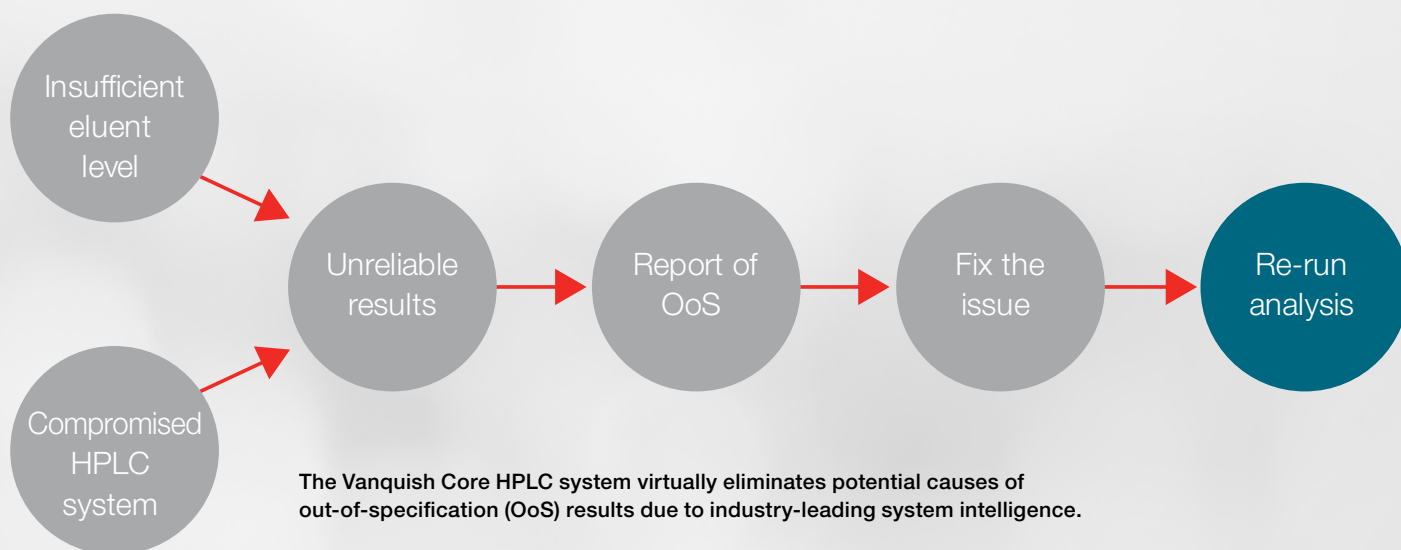 Insufficient
eluent
level
Compromised
HPLC
system
Unreliable
results
Report of
OoS
Fix the
issue
Re-run
analysis
The Vanquish Core HPLC system virtually eliminates potential causes of
out-of-specification (OoS) results due to industry-leading system intelligence.